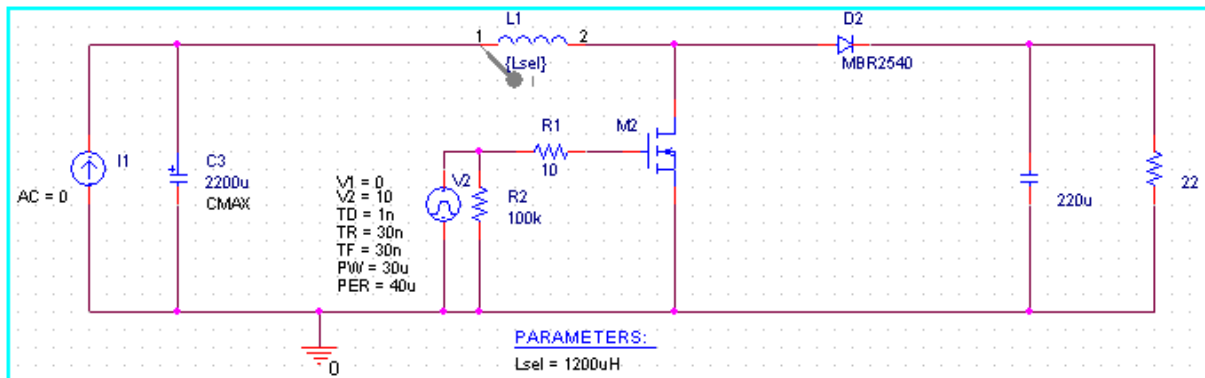 L1
D2
1
2
{Lsel}
I
MBR2540
R1
M2
I1
C3
10
22
2200u
V1 = 0
V2
R2
AC = 0
CMAX
V2 = 10
100k
220u
TD = 1n
TR = 30n
TF = 30n
PW = 30u
PER = 40u
PARAMETERS:
0
Lsel = 1200uH